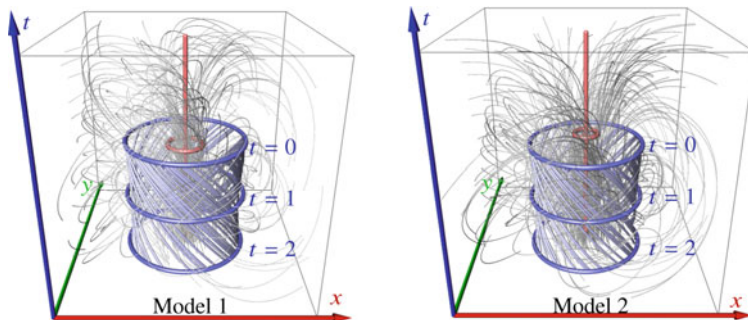 t
t = 0
t = 1
y
t = 2
Model 1
x
t
t = 0
t = 1
y
t = 2
Model 2
x